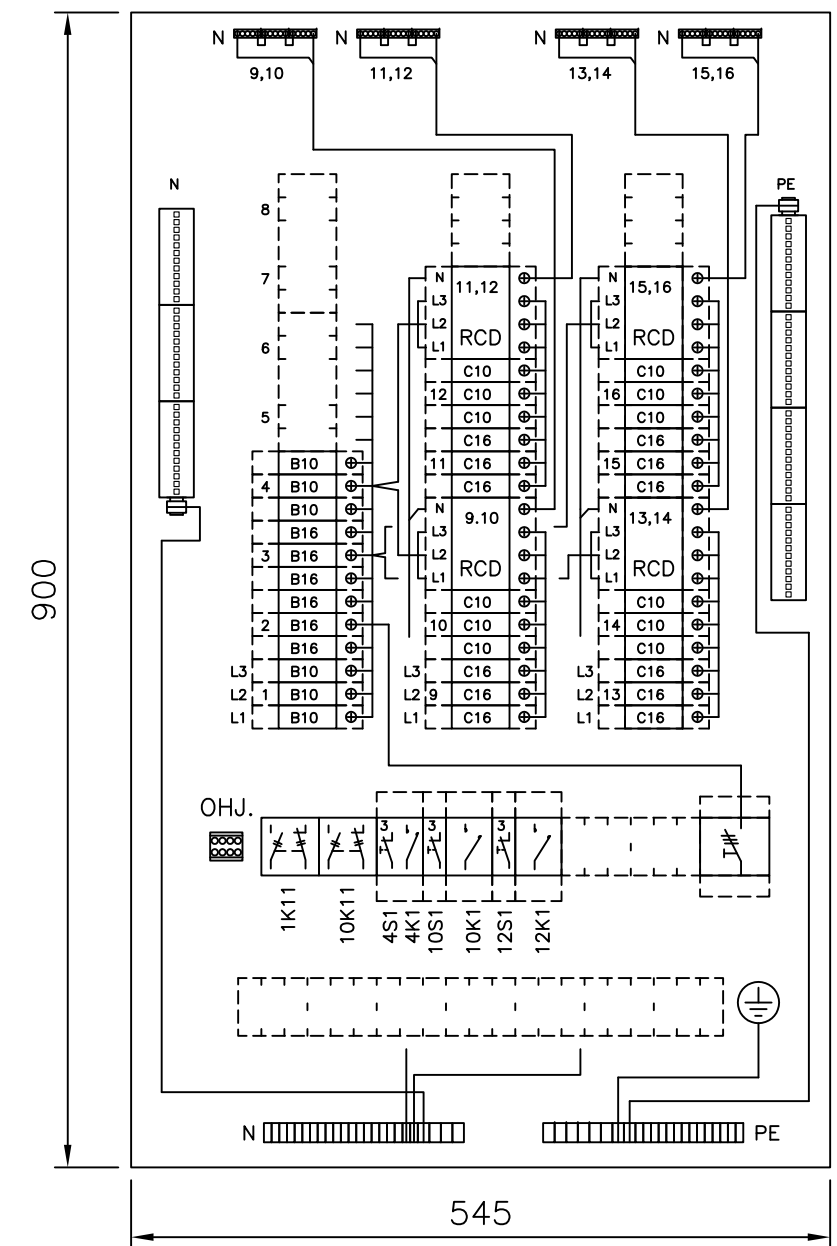 N N N N
9,10 11,12 13,14 15,16
N PE
8
7 N 11,12 N 15,16
L3 L3
L2 RCD L2 RCD
6 L1 L1
C10 C10
12 C10 16 C10
5 C10 C10
C16 C16
B10 11 C16 15 C16
4 B10 C16 C16
B10 N 9.10 N 13,14
B16 L3 L3
3 B16 L2 RCD L2 RCD
B16 L1 L1
B16 C10 C10
2 B16 10 C10 14 C10
B16 C10 C10
L3 B10 L3 C16 L3 C16
L2 1 B10 L2 9 C16 L2 13 C16
L1 B10 L1 C16 L1 C16
900
OHJ.
3 3 3
1K11 10K11 4S1 4K1 10S1 10K1 12S1 12K1
N PE
545